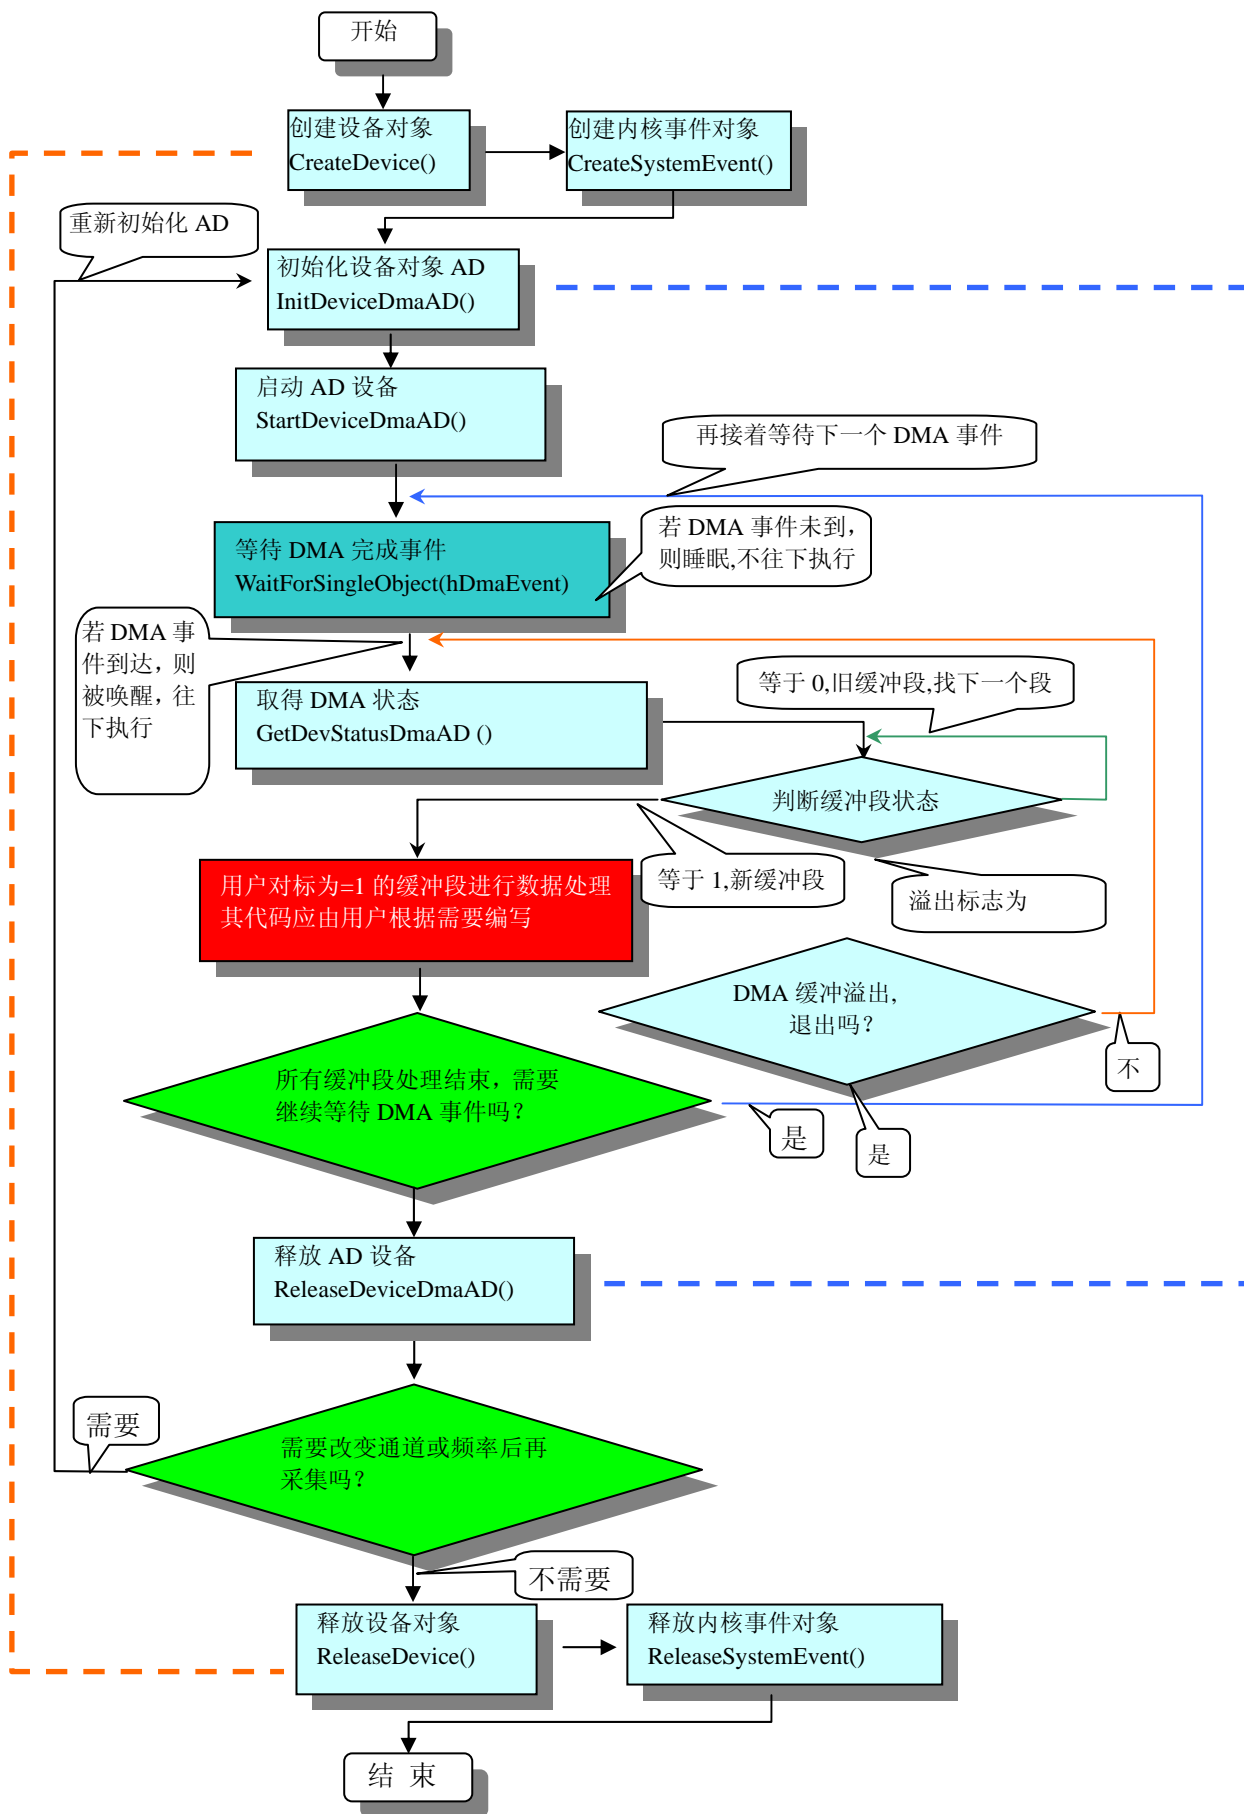 开始
创建设备对象
CreateDevice()
创建内核事件对象
CreateSystemEvent()
重新初始化 AD
初始化设备对象 AD
InitDeviceDmaAD()
启动 AD 设备
StartDeviceDmaAD()
再接着等待下一个 DMA 事件
等待 DMA 完成事件
WaitForSingleObject(hDmaEvent)
若 DMA 事件未到，
则睡眠,不往下执行
若 DMA 事
件到达，则
被唤醒，往
下执行
取得 DMA 状态
GetDevStatusDmaAD ()
等于 0,旧缓冲段,找下一个段
判断缓冲段状态
用户对标为=1 的缓冲段进行数据处理
其代码应由用户根据需要编写
等于 1,新缓冲段
溢出标志为
DMA 缓冲溢出,
退出吗？
不
所有缓冲段处理结束，需要
继续等待 DMA 事件吗？
是
是
释放 AD 设备
ReleaseDeviceDmaAD()
需要
需要改变通道或频率后再
采集吗？
不需要
释放设备对象
ReleaseDevice()
释放内核事件对象
ReleaseSystemEvent()
结 束